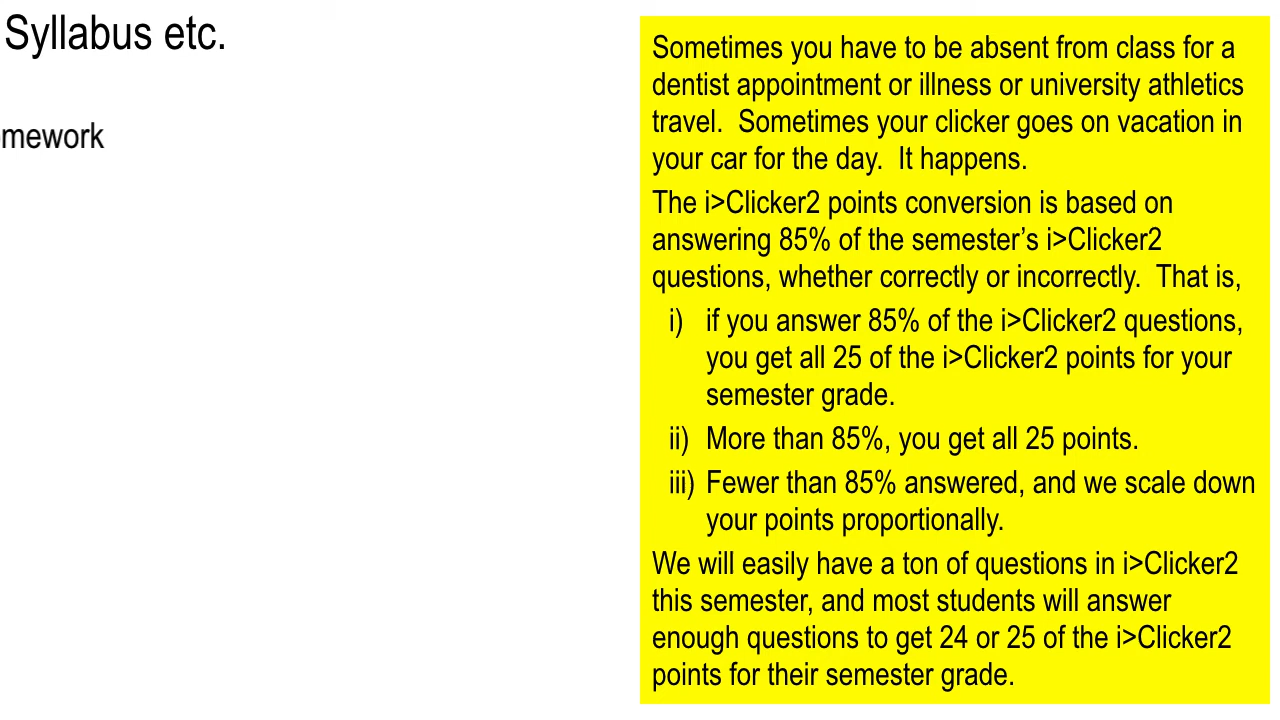 Syllabus etc.
omework
Sometimes you have to be absent from class for a
dentist appointment or illness or university athletics
travel.  Sometimes your clicker goes on vacation in
your car for the day.  It happens.
The i>Clicker2 points conversion is based on
answering 85% of the semester’s i>Clicker2
questions, whether correctly or incorrectly.  That is,
i) if you answer 85% of the i>Clicker2 questions,
you get all 25 of the i>Clicker2 points for your
semester grade.
ii) More than 85%, you get all 25 points.
iii) Fewer than 85% answered, and we scale down
your points proportionally.
We will easily have a ton of questions in i>Clicker2
this semester, and most students will answer
enough questions to get 24 or 25 of the i>Clicker2
points for their semester grade.